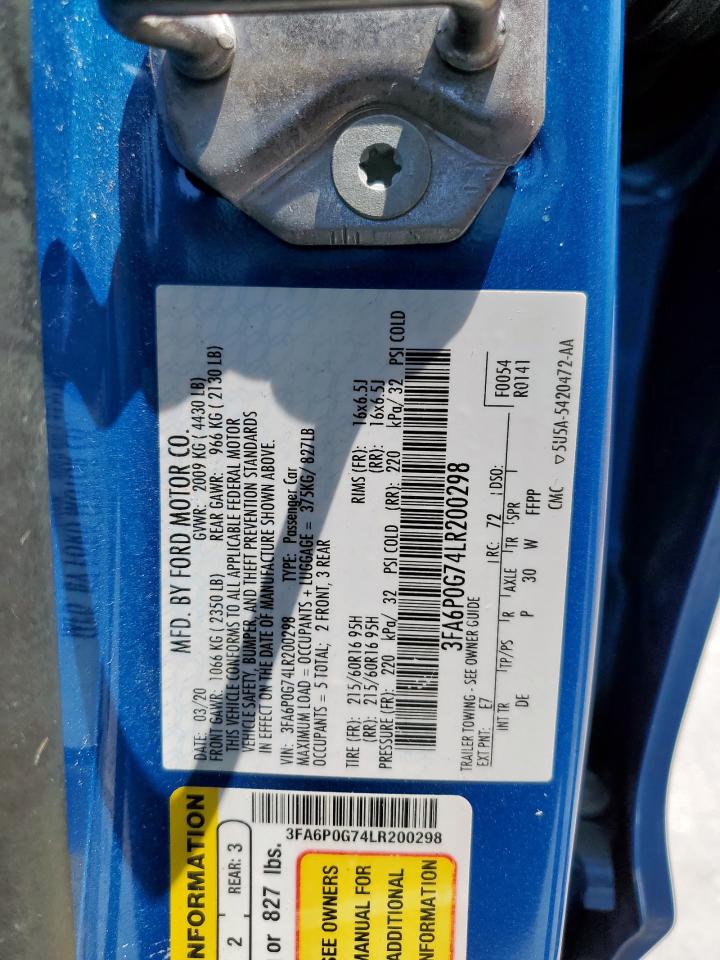 MFD. BY FORD MOTOR CO.
DATE: 03/20 GVWR: 2009 KG ( 4430 LB)
FRONT GAWR: 1066 KG ( 2350 LB) REAR GAWR: 966 KG ( 2130 LB)
THIS VEHICLE CONFORMS TO ALL APPLICABLE FEDERAL MOTOR
VEHICLE SAFETY, BUMPER, AND THEFT PREVENTION STANDARDS
IN EFFECT ON THE DATE OF MANUFACTURE SHOWN ABOVE.
VIN: 3FA6P0G74LR200298 TYPE: Passenger Car
MAXIMUM LOAD = OCCUPANTS + LUGGAGE = 375KG/ 827LB
OCCUPANTS = 5 TOTAL; 2 FRONT, 3 REAR
TIRE (FR): 215/60R16 95H RIMS (FR): 16x6.5J
(RR): 215/60R16 95H (RR): 16x6.5J
PRESSURE (FR): 220 kPa/ 32 PSI COLD (RR): 220 kPa/ 32 PSI COLD
3FA6P0G74LR200298
TRAILER TOWING - SEE OWNER GUIDE
F0054
R0141
EXT PNT: E7 RC: 72 DSO:
INT TR TP/PS R AXLE TR SPR
DE P 30 W FFPP
CMC ▽5U5A-5420472-AA
NFORMATION
2 REAR: 3
or 827 lbs.
3FA6P0G74LR200298
SEE OWNERS
MANUAL FOR
ADDITIONAL
NFORMATION